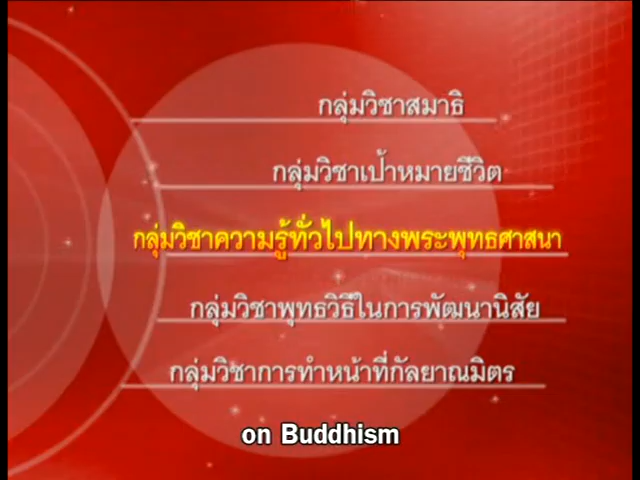 กลุ่มวิชาสมาธิ
กลุ่มวิชาเป้าหมายชีวิต
กลุ่มวิชาความรู้ทั่วไปทางพระพุทธศาสนา
กลุ่มวิชาพุทธวิธีในการพัฒนานิสัย
กลุ่มวิชาการทำหน้าที่กัลยาณมิตร
on Buddhism